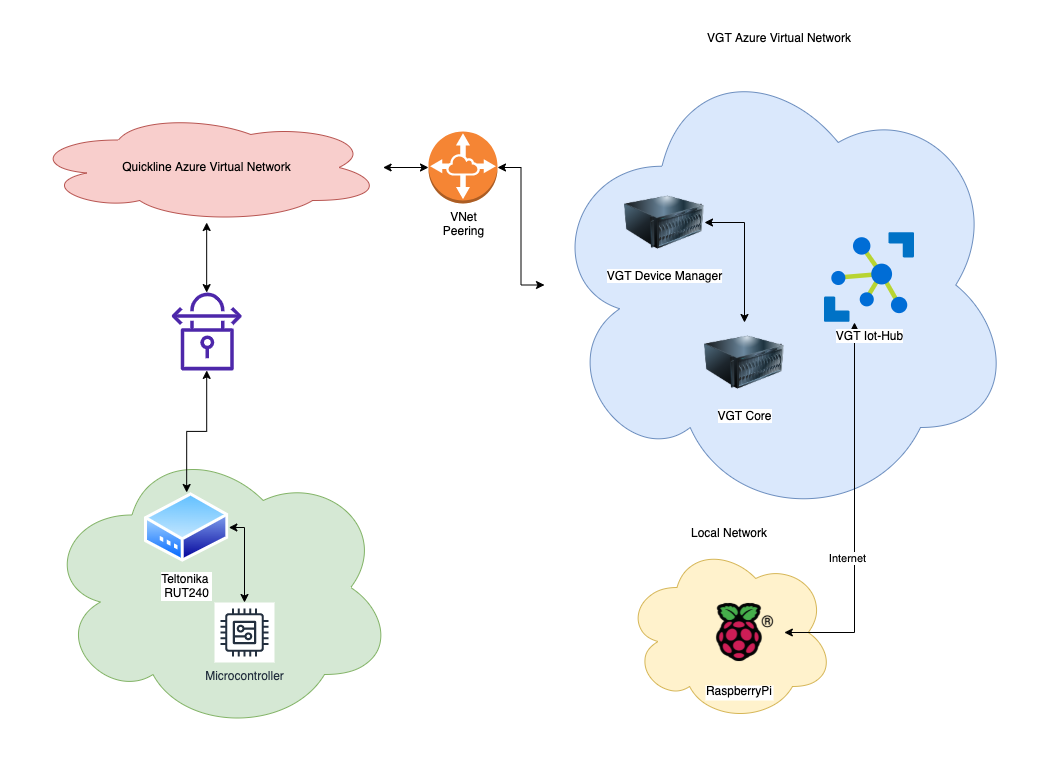 VGT Azure Virtual Network
Quickline Azure Virtual Network
VNet
Peering
VGT Device Manager
VGT Iot-Hub
VGT Core
Local Network
Internet
Teltonika
RUT240
®
Microcontroller
RaspberryPi